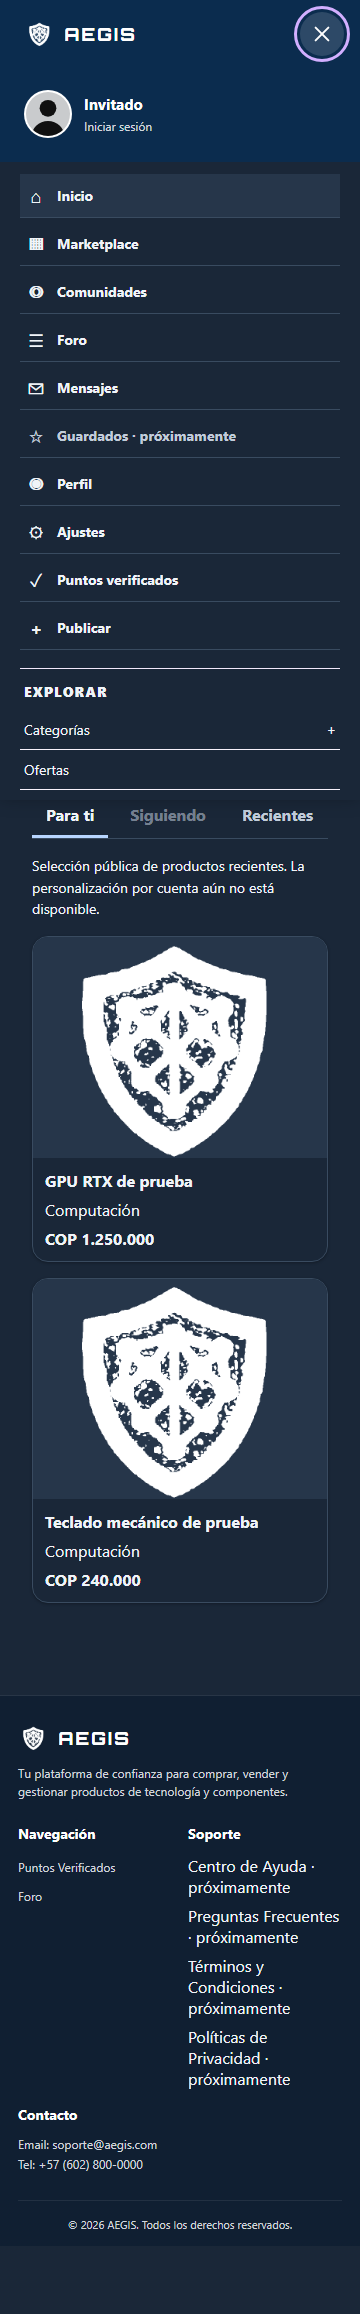 AEGIS
Invitado
Iniciar sesión
Inicio
Marketplace
Comunidades
Foro
Mensajes
Guardados · próximamente
Perfil
Ajustes
Puntos verificados
Publicar
EXPLORAR
Categorías +
Ofertas
Para ti Siguiendo Recientes
Selección pública de productos recientes. La
personalización por cuenta aún no está
disponible.
GPU RTX de prueba
Computación
COP 1.250.000
Teclado mecánico de prueba
Computación
COP 240.000
AEGIS
Tu plataforma de confianza para comprar, vender y
gestionar productos de tecnología y componentes.
Navegación
Puntos Verificados
Foro
Soporte
Centro de Ayuda ·
próximamente
Preguntas Frecuentes
· próximamente
Términos y
Condiciones ·
próximamente
Políticas de
Privacidad ·
próximamente
Contacto
Email: soporte@aegis.com
Tel: +57 (602) 800-0000
© 2026 AEGIS. Todos los derechos reservados.